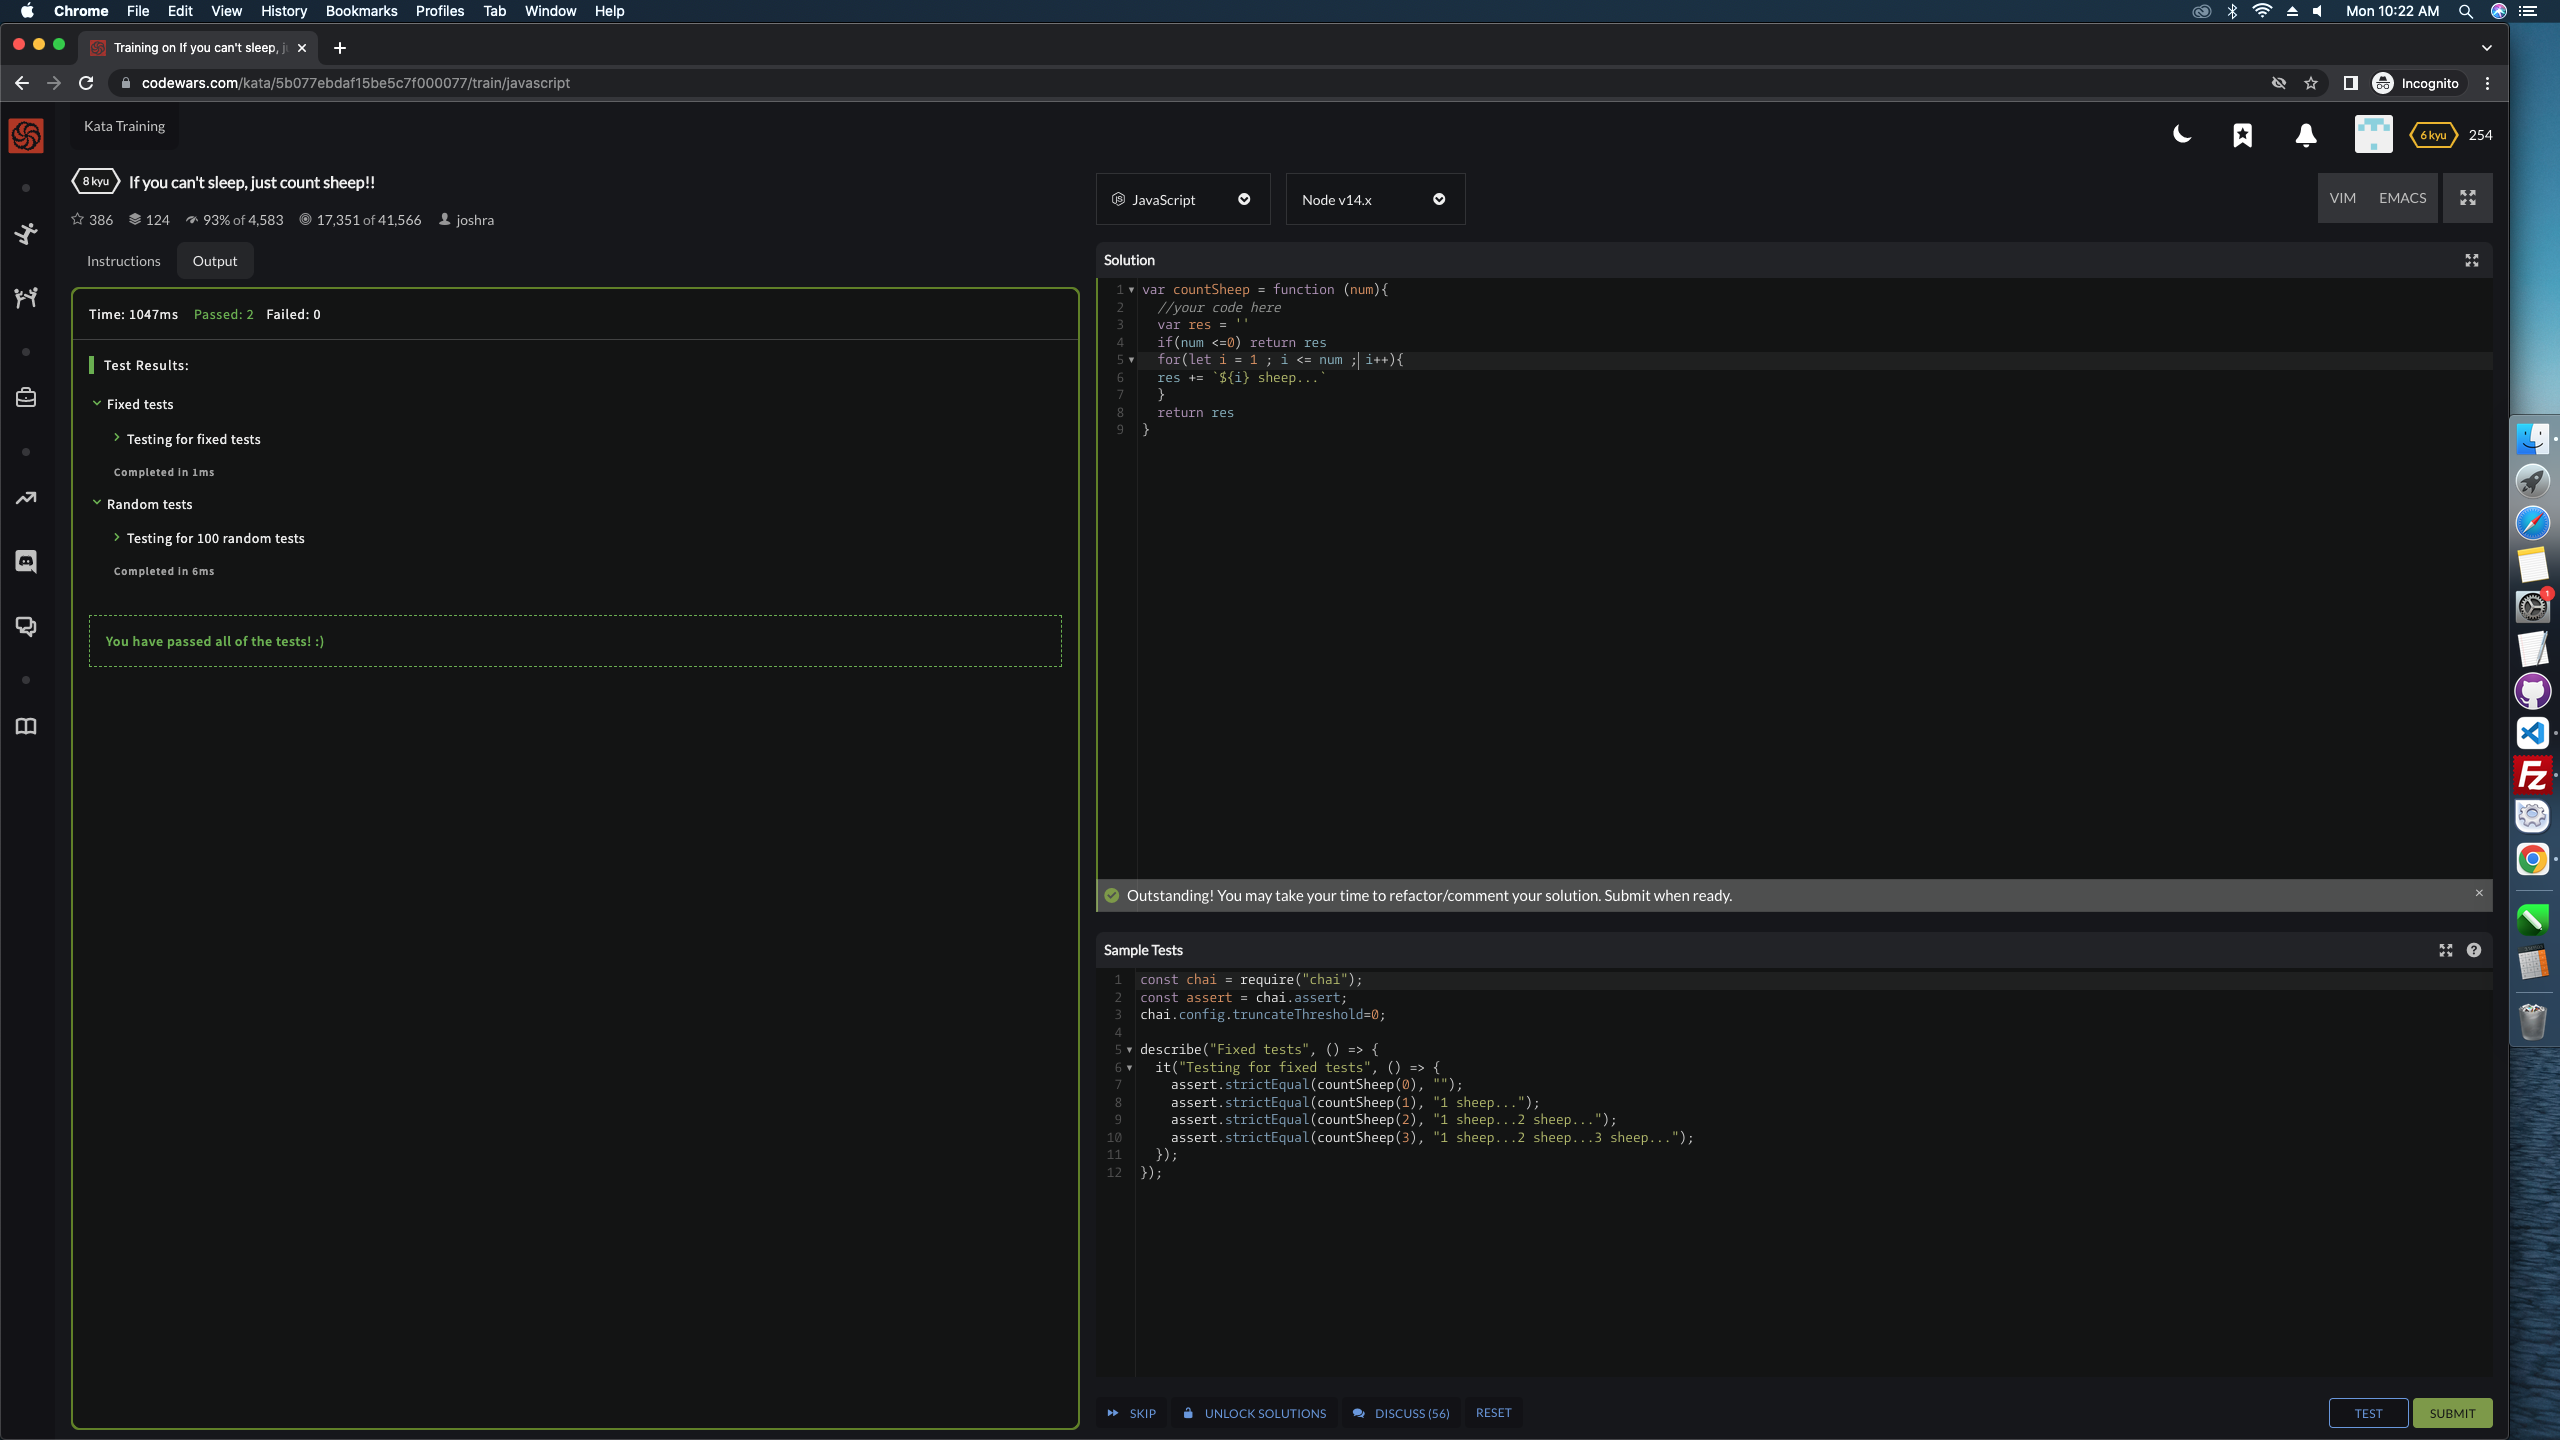 Chrome File Edit View History Bookmarks Profiles Tab Window Help
Mon 10:22 AM
Training on If you can't sleep, j
codewars.com/kata/5b077ebdaf15be5c7f000077/train/javascript
Incognito
Kata Training
6 kyu 254
8 kyu If you can't sleep, just count sheep!!
386 124 93% of 4,583 17,351 of 41,566 joshra
JavaScript Node v14.x
VIM EMACS
Instructions Output
Time: 1047ms Passed: 2 Failed: 0
Test Results:
Fixed tests
Testing for fixed tests
Completed in 1ms
Random tests
Testing for 100 random tests
Completed in 6ms
You have passed all of the tests! :)
Solution
1 var countSheep = function (num){
2 //your code here
3 var res = ''
4 if(num <=0) return res
5 for(let i = 1 ; i <= num ; i++){
6 res += `${i} sheep...`
7 }
8 return res
9 }
Outstanding! You may take your time to refactor/comment your solution. Submit when ready.
Sample Tests
1 const chai = require("chai");
2 const assert = chai.assert;
3 chai.config.truncateThreshold=0;
4
5 describe("Fixed tests", () => {
6 it("Testing for fixed tests", () => {
7 assert.strictEqual(countSheep(0), "");
8 assert.strictEqual(countSheep(1), "1 sheep...");
9 assert.strictEqual(countSheep(2), "1 sheep...2 sheep...");
10 assert.strictEqual(countSheep(3), "1 sheep...2 sheep...3 sheep...");
11 });
12 });
SKIP UNLOCK SOLUTIONS DISCUSS (56) RESET
TEST SUBMIT
1
Fz